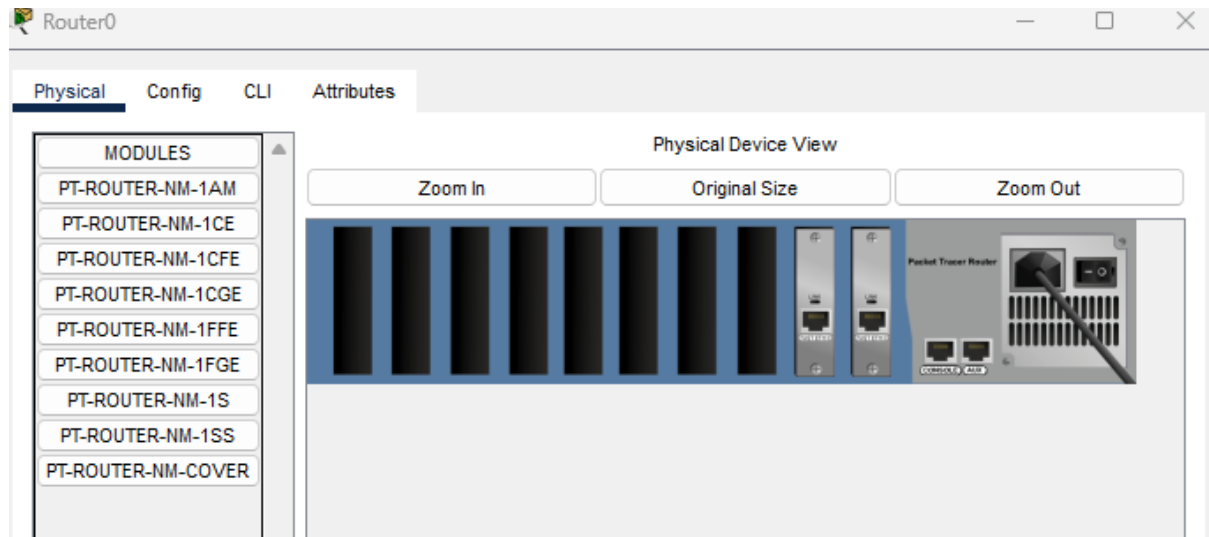 Router0
Physical Config CLI Attributes
MODULES
PT-ROUTER-NM-1AM
PT-ROUTER-NM-1CE
PT-ROUTER-NM-1CFE
PT-ROUTER-NM-1CGE
PT-ROUTER-NM-1FFE
PT-ROUTER-NM-1FGE
PT-ROUTER-NM-1S
PT-ROUTER-NM-1SS
PT-ROUTER-NM-COVER
Physical Device View
Zoom In Original Size Zoom Out
Packet Tracer Router
CONSOLE AUX